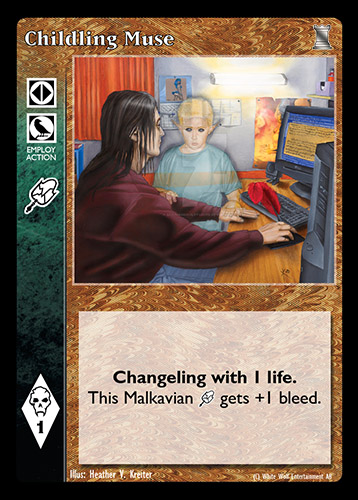 Childling Muse
EMPLOY
ACTION
1
Changeling with 1 life.
This Malkavian gets +1 bleed.
Illus: Heather V. Kreiter
(C) White Wolf Entertainment AB